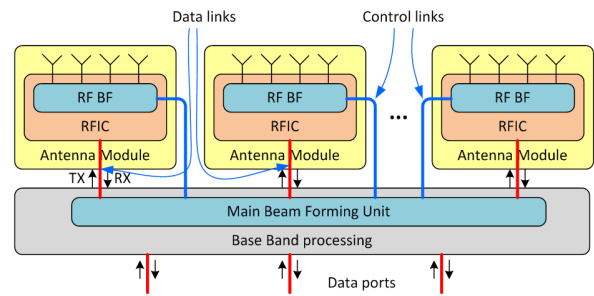 Data links
Control links
RF BF
RF BF
RF BF
...
RFIC
RFIC
RFIC
Antenna Module
Antenna Module
Antenna Module
TX
RX
Main Beam Forming Unit
Base Band processing
Data ports